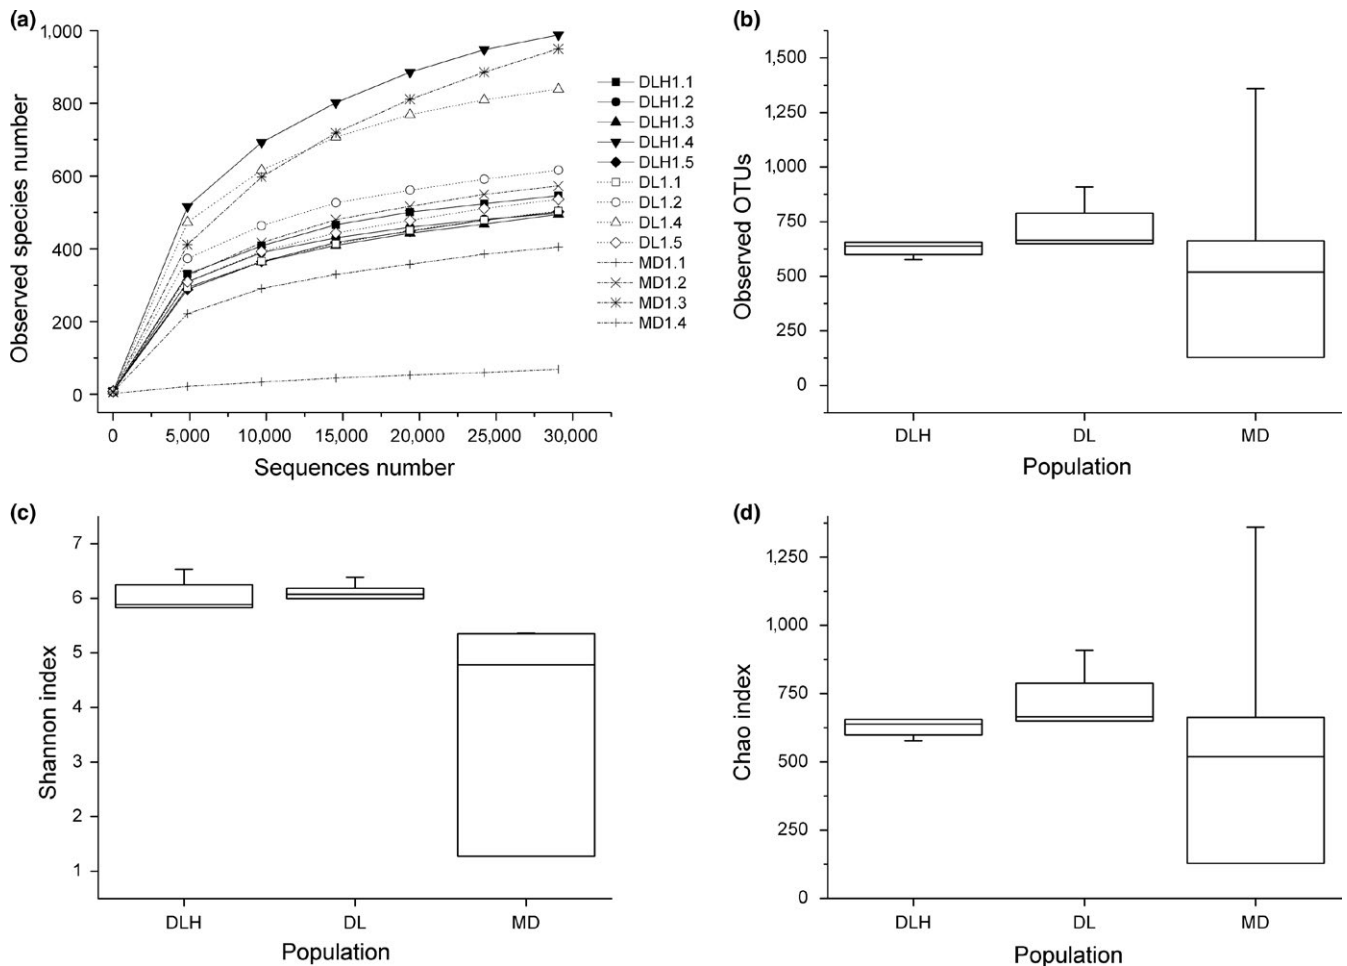 (a)
1,000
800
600
400
200
0
Observed species number
0 5,000 10,000 15,000 20,000 25,000 30,000
Sequences number
DLH1.1
DLH1.2
DLH1.3
DLH1.4
DLH1.5
DL1.1
DL1.2
DL1.4
DL1.5
MD1.1
MD1.2
MD1.3
MD1.4
(b)
1,500
1,250
1,000
750
500
250
0
Observed OTUs
DLH DL MD
Population
(c)
7
6
5
4
3
2
1
Shannon index
DLH DL MD
Population
(d)
1,250
1,000
750
500
250
0
Chao index
DLH DL MD
Population